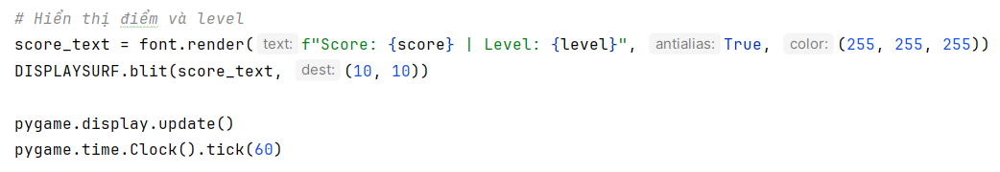 # Hiển thị điểm và level
score_text = font.render( text: f"Score: {score} | Level: {level}", antialias: True, color: (255, 255, 255))
DISPLAYSURF.blit(score_text, dest: (10, 10))
pygame.display.update()
pygame.time.Clock().tick(60)